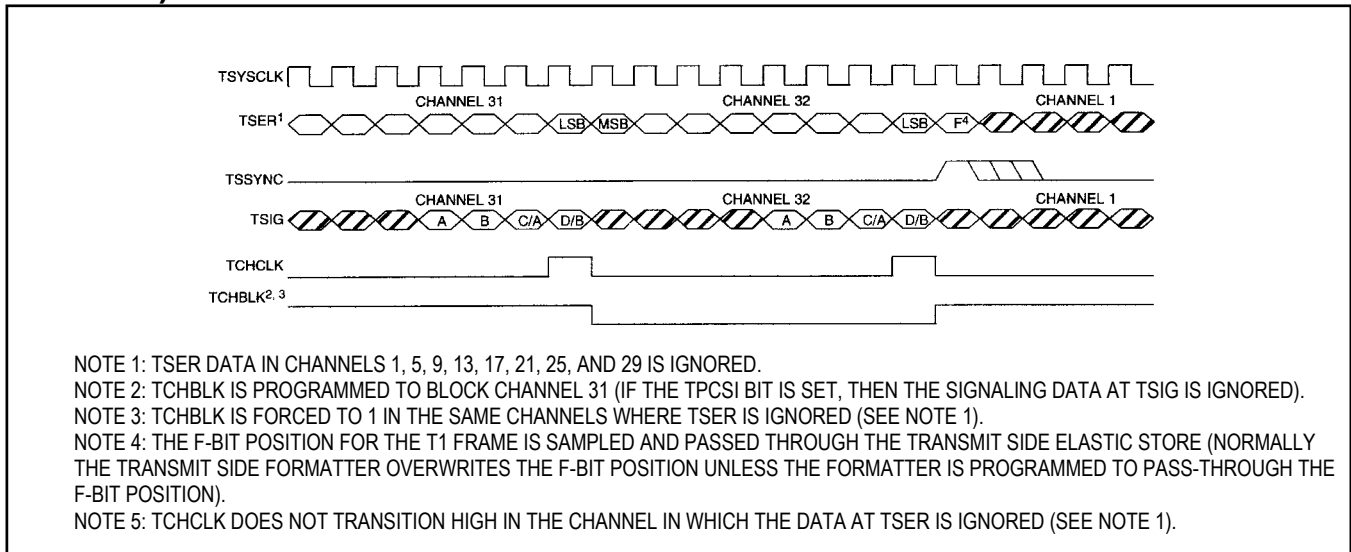 TSYSCLK
CHANNEL 31 CHANNEL 32 CHANNEL 1
TSER1 LSB MSB LSB F4
TSSYNC
CHANNEL 31 CHANNEL 32 CHANNEL 1
TSIG A B C/A D/B A B C/A D/B
TCHCLK
TCHBLK2, 3
NOTE 1: TSER DATA IN CHANNELS 1, 5, 9, 13, 17, 21, 25, AND 29 IS IGNORED.
NOTE 2: TCHBLK IS PROGRAMMED TO BLOCK CHANNEL 31 (IF THE TPCSI BIT IS SET, THEN THE SIGNALING DATA AT TSIG IS IGNORED).
NOTE 3: TCHBLK IS FORCED TO 1 IN THE SAME CHANNELS WHERE TSER IS IGNORED (SEE NOTE 1).
NOTE 4: THE F-BIT POSITION FOR THE T1 FRAME IS SAMPLED AND PASSED THROUGH THE TRANSMIT SIDE ELASTIC STORE (NORMALLY
THE TRANSMIT SIDE FORMATTER OVERWRITES THE F-BIT POSITION UNLESS THE FORMATTER IS PROGRAMMED TO PASS-THROUGH THE
F-BIT POSITION).
NOTE 5: TCHCLK DOES NOT TRANSITION HIGH IN THE CHANNEL IN WHICH THE DATA AT TSER IS IGNORED (SEE NOTE 1).